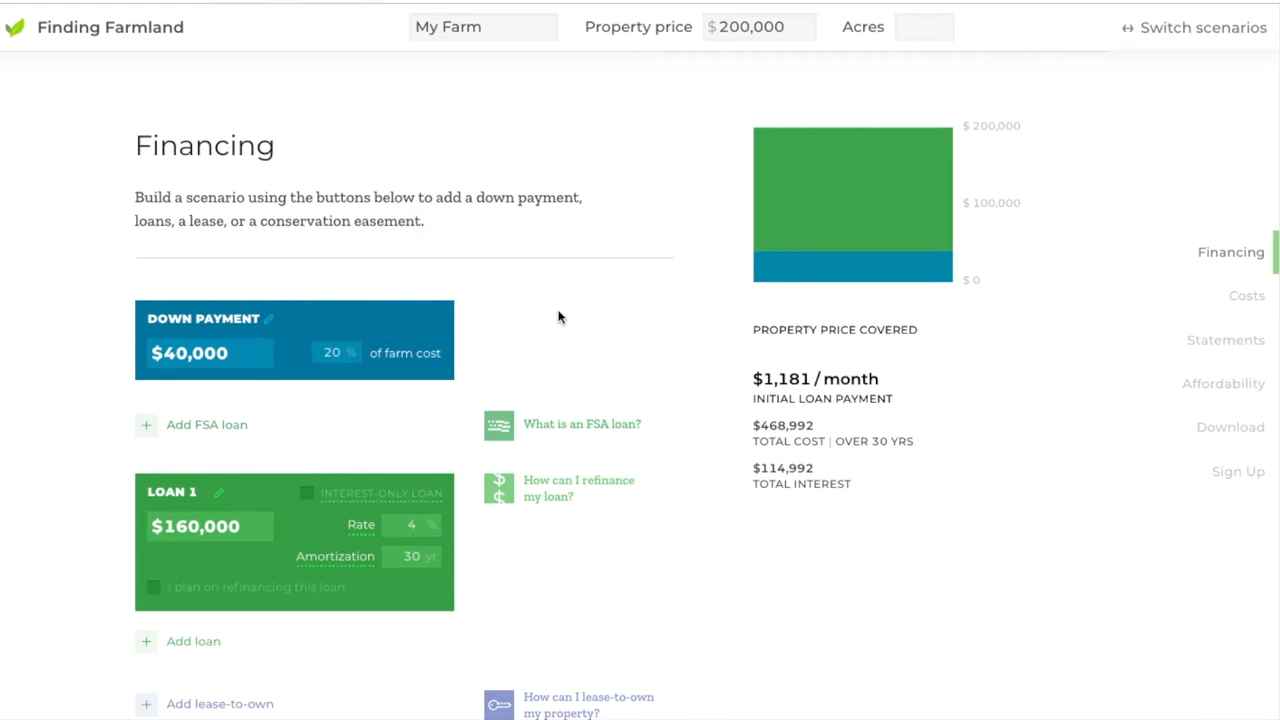 Finding Farmland
My Farm
Property price
$ 200,000
Acres
↔ Switch scenarios
Financing
Build a scenario using the buttons below to add a down payment,
loans, a lease, or a conservation easement.
DOWN PAYMENT
$40,000
20 %
of farm cost
+ Add FSA loan
What is an FSA loan?
LOAN 1
INTEREST-ONLY LOAN
$160,000
Rate
4 %
Amortization
30 yr
I plan on refinancing this loan
How can I refinance
my loan?
+ Add loan
+ Add lease-to-own
How can I lease-to-own
my property?
$ 200,000
$ 100,000
$ 0
PROPERTY PRICE COVERED
$1,181 / month
INITIAL LOAN PAYMENT
$468,992
TOTAL COST | OVER 30 YRS
$114,992
TOTAL INTEREST
Financing
Costs
Statements
Affordability
Download
Sign Up